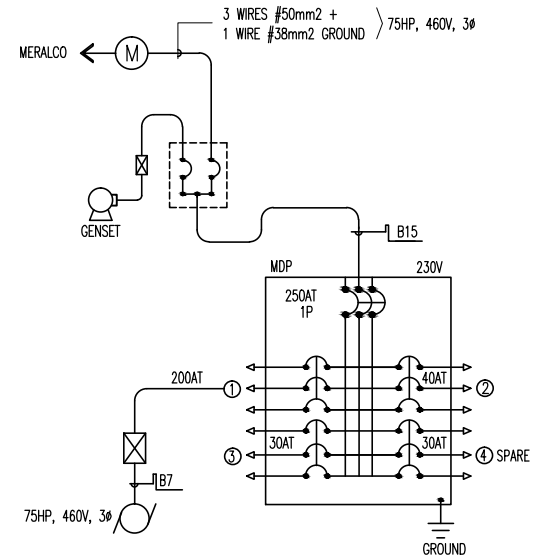 3 WIRES #50mm2 +
1 WIRE #38mm2 GROUND
75HP, 460V, 3ø
MERALCO
M
GENSET
B15
MDP
230V
250AT
1P
200AT
1
40AT
2
30AT
3
30AT
4 SPARE
B7
75HP, 460V, 3ø
GROUND